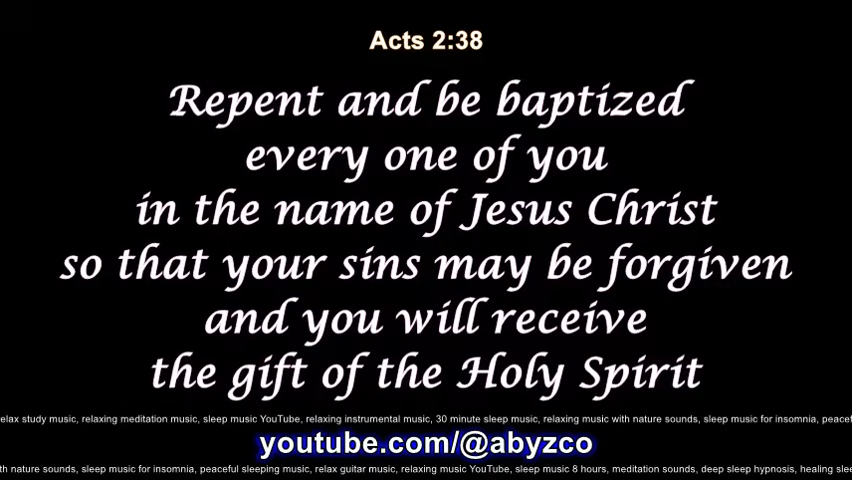 Acts 2:38
Repent and be baptized
every one of you
in the name of Jesus Christ
so that your sins may be forgiven
and you will receive
the gift of the Holy Spirit
relax study music, relaxing meditation music, sleep music YouTube, relaxing instrumental music, 30 minute sleep music, relaxing music with nature sounds, sleep music for insomnia,
youtube.com/@abyzco
nature sounds, sleep music for insomnia, peaceful sleeping music, relax guitar music, relaxing music YouTube, sleep music 8 hours, meditation sounds, deep sleep hypnosis, healing